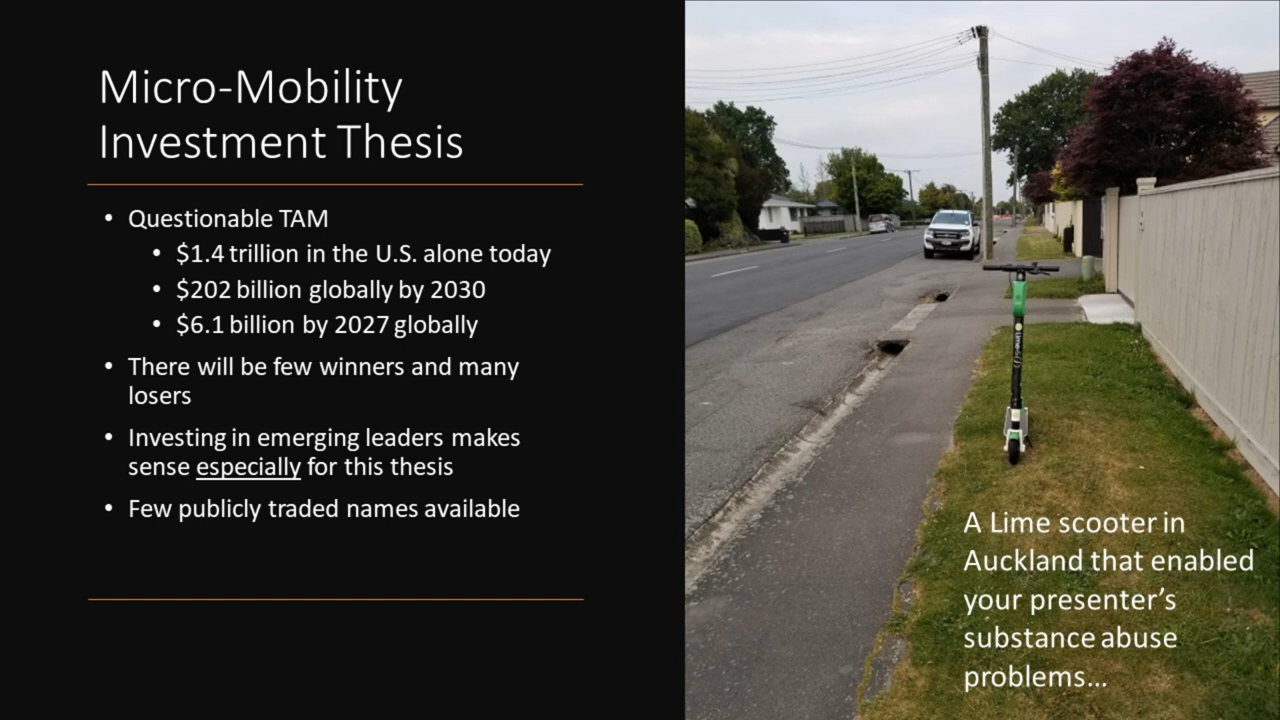 Micro-Mobility
Investment Thesis
• Questionable TAM
• $1.4 trillion in the U.S. alone today
• $202 billion globally by 2030
• $6.1 billion by 2027 globally
• There will be few winners and many
losers
• Investing in emerging leaders makes
sense especially for this thesis
• Few publicly traded names available
Lime
A Lime scooter in
Auckland that enabled
your presenter’s
substance abuse
problems…